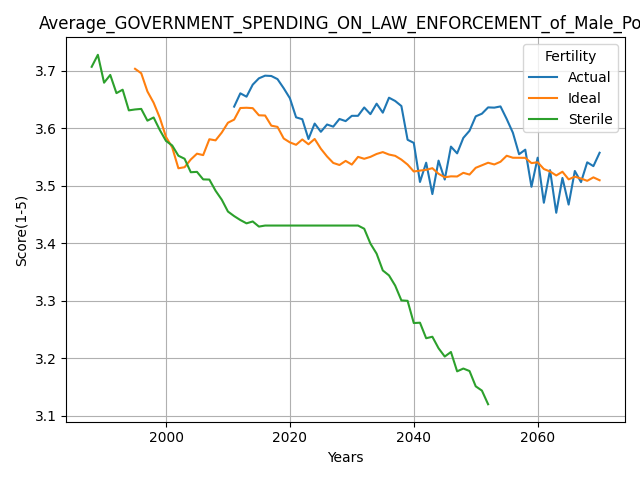 Average_GOVERNMENT_SPENDING_ON_LAW_ENFORCEMENT_of_Male_Po
Fertility
Actual
Ideal
Sterile
Score(1-5)
3.7
3.6
3.5
3.4
3.3
3.2
3.1
2000 2020 2040 2060
Years